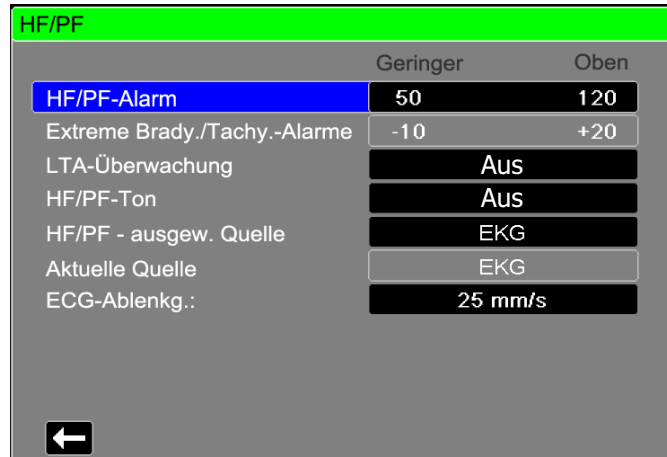 HF/PF
Geringer Oben
HF/PF-Alarm 50 120
Extreme Brady./Tachy.-Alarme -10 +20
LTA-Überwachung Aus
HF/PF-Ton Aus
HF/PF - ausgew. Quelle EKG
Aktuelle Quelle EKG
ECG-Ablenkg.: 25 mm/s